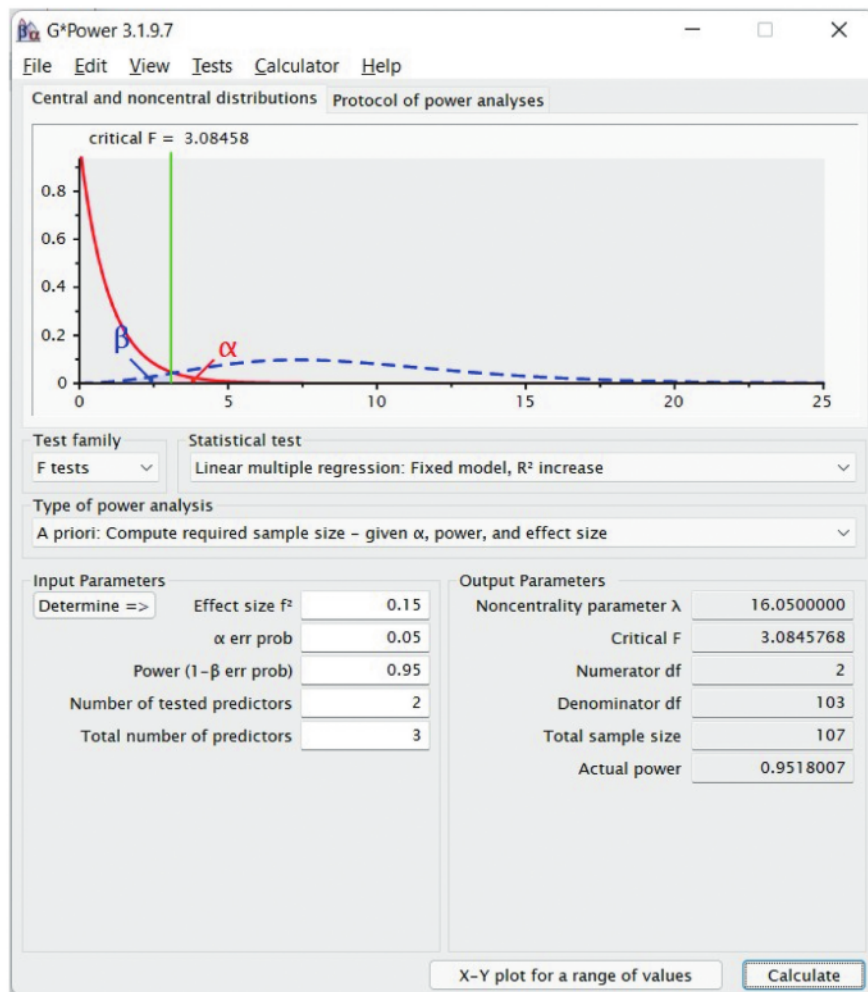 G*Power 3.1.9.7
File Edit View Tests Calculator Help
Central and noncentral distributions Protocol of power analyses
critical F = 3.08458
0.8
0.6
0.4
0.2
β α
0
0 5 10 15 20 25
Test family Statistical test
F tests Linear multiple regression: Fixed model, R² increase
Type of power analysis
A priori: Compute required sample size – given α, power, and effect size
Input Parameters Output Parameters
Determine => Effect size f² 0.15 Noncentrality parameter λ 16.0500000
α err prob 0.05 Critical F 3.0845768
Power (1–β err prob) 0.95 Numerator df 2
Number of tested predictors 2 Denominator df 103
Total number of predictors 3 Total sample size 107
Actual power 0.9518007
X–Y plot for a range of values Calculate